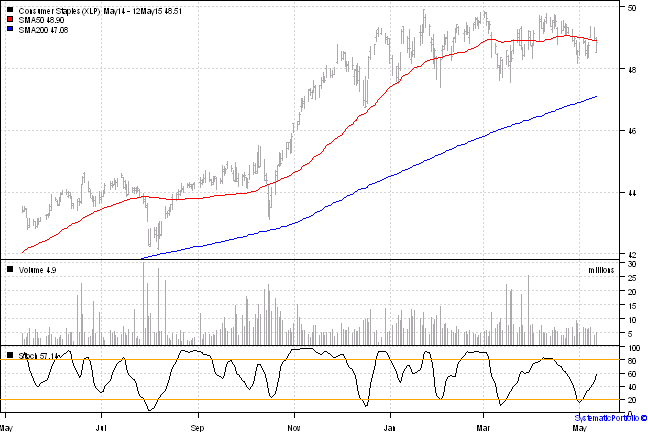 Consumer Staples (XLP) May14 - 12May15 48.51
SMA50 48.90
SMA200 47.08
50
48
46
44
42
Volume 4.9
millions
30
25
20
15
10
5
Stoch 57.14
100
80
60
40
20
0
May
Jul
Sep
Nov
Jan
Mar
May
SystematicPortfolio ©